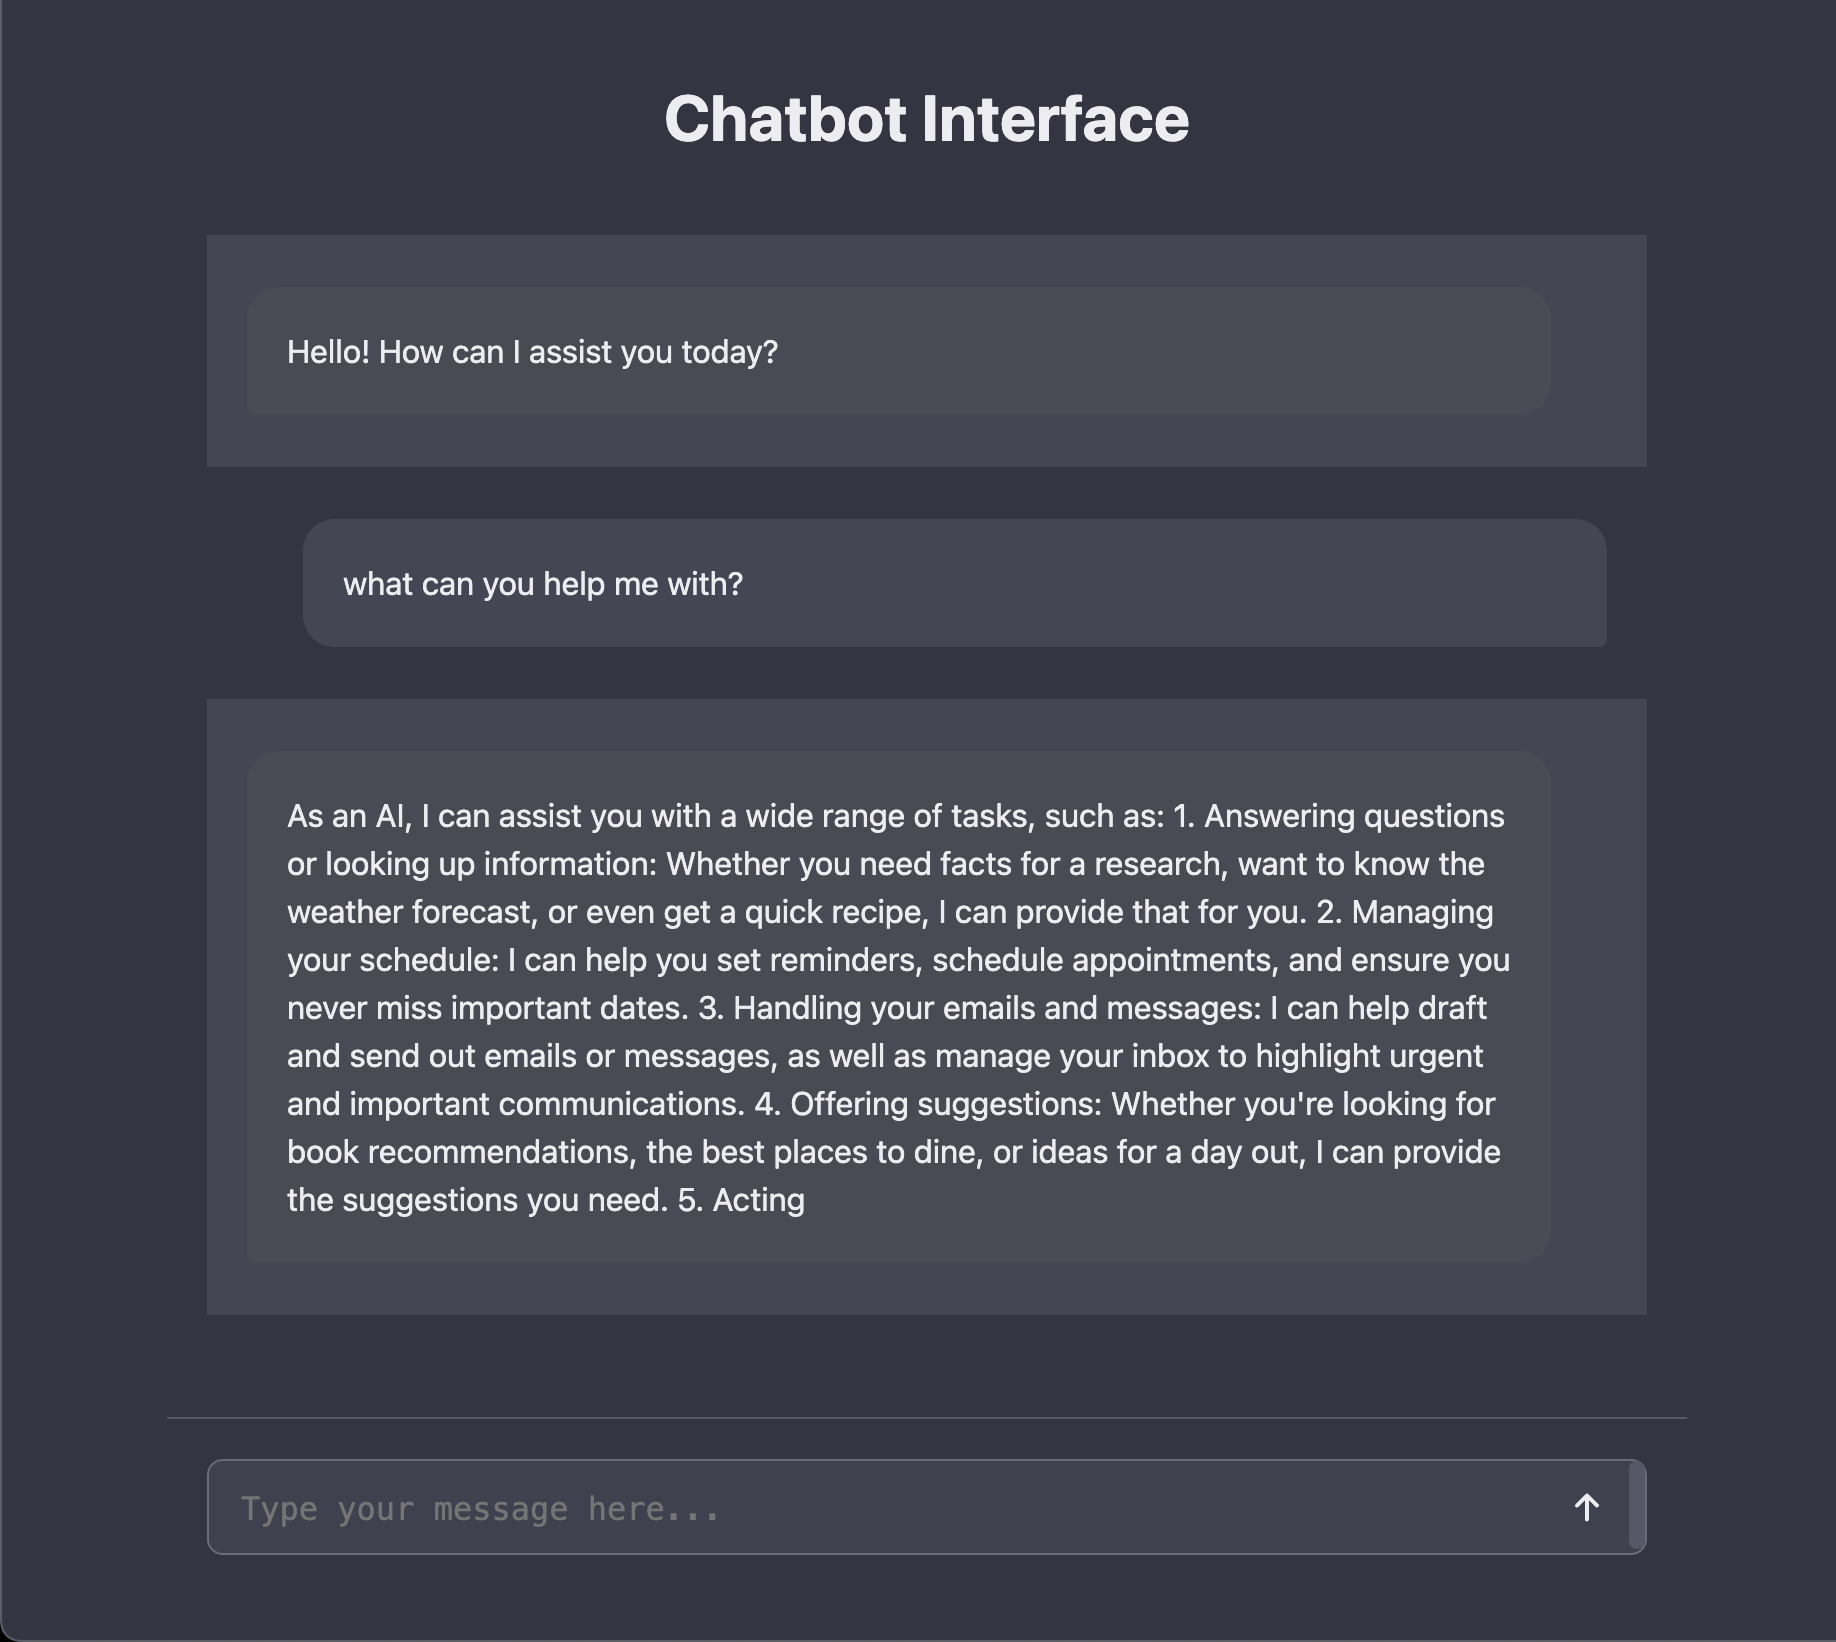 Chatbot Interface
Hello! How can I assist you today?
what can you help me with?
As an AI, I can assist you with a wide range of tasks, such as: 1. Answering questions
or looking up information: Whether you need facts for a research, want to know the
weather forecast, or even get a quick recipe, I can provide that for you. 2. Managing
your schedule: I can help you set reminders, schedule appointments, and ensure you
never miss important dates. 3. Handling your emails and messages: I can help draft
and send out emails or messages, as well as manage your inbox to highlight urgent
and important communications. 4. Offering suggestions: Whether you're looking for
book recommendations, the best places to dine, or ideas for a day out, I can provide
the suggestions you need. 5. Acting
Type your message here...